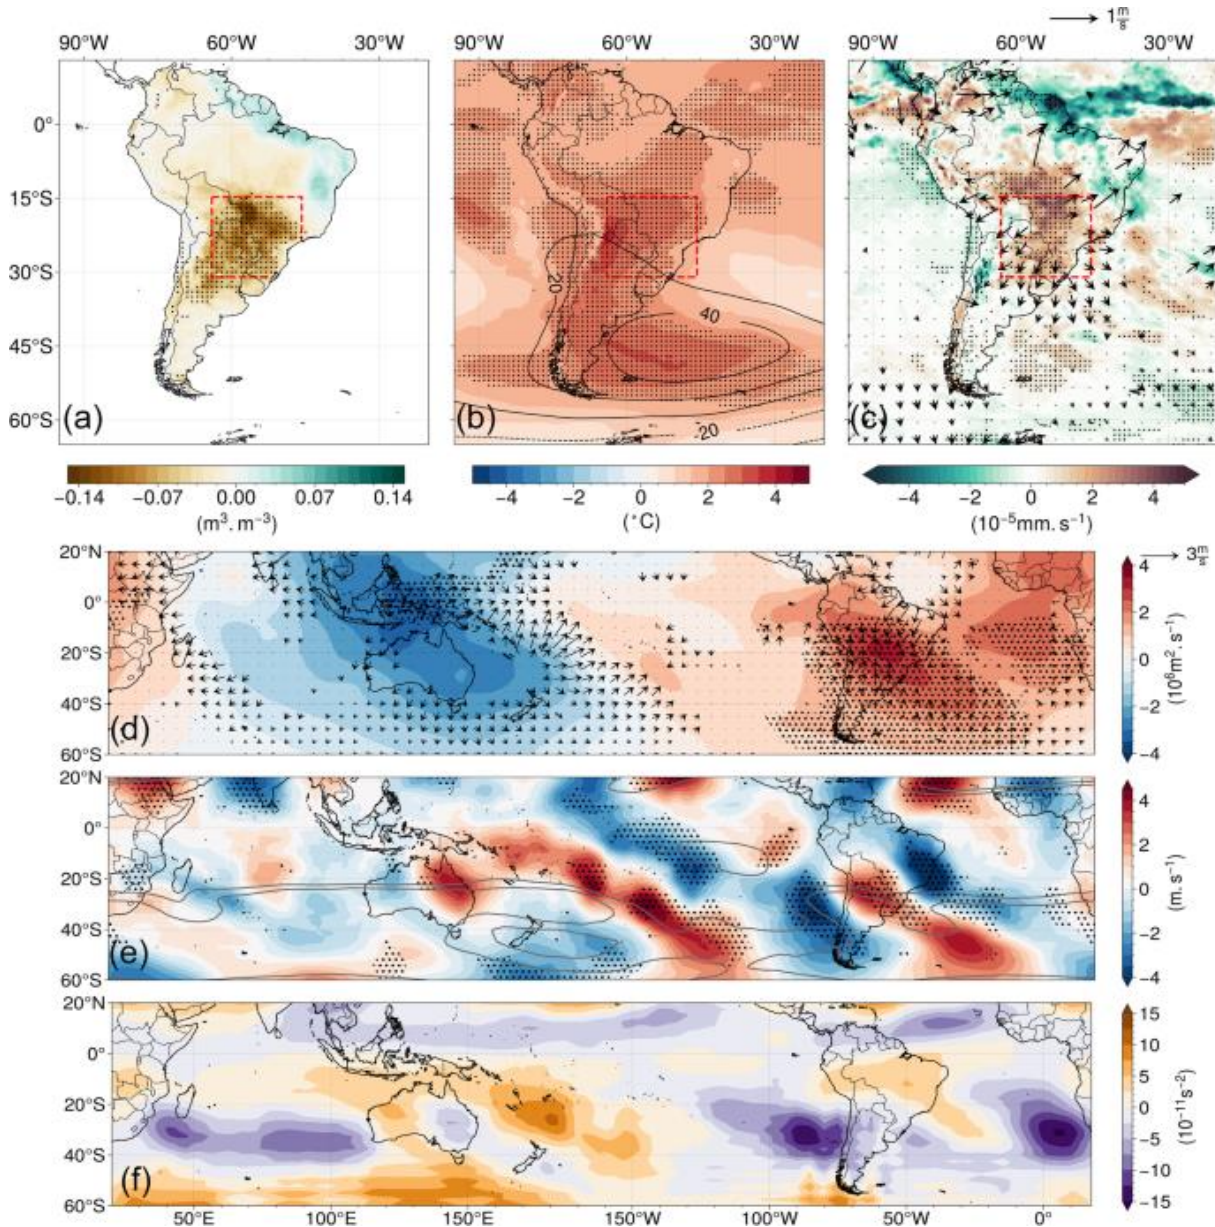 1 m/s
90°W 60°W 30°W 90°W 60°W 30°W 90°W 60°W 30°W
0°
15°S
30°S
45°S
60°S
20
40
-20
(a) (b) (c)
−0.14 −0.07 0.00 0.07 0.14
(m³. m⁻³)
−4 −2 0 2 4
(°C)
−4 −2 0 2 4
(10⁻⁵mm. s⁻¹)
20°N
0°
20°S
40°S
60°S
(d)
3 m/s
4
2
0
−2
−4
(10⁶m². s⁻¹)
20°N
0°
20°S
40°S
60°S
(e)
4
2
0
−2
−4
(m. s⁻¹)
20°N
0°
20°S
40°S
60°S
(f)
15
10
5
0
−5
−10
−15
(10⁻¹¹s⁻²)
50°E 100°E 150°E 150°W 100°W 50°W 0°